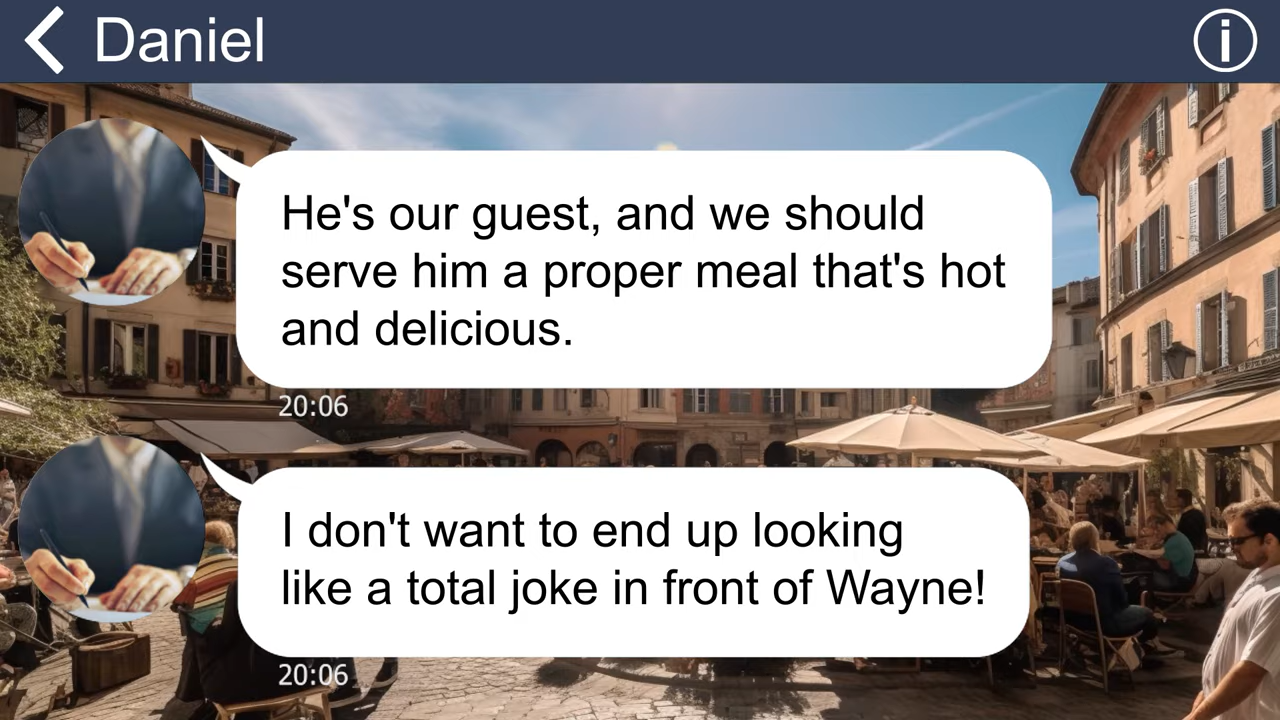 Daniel
He's our guest, and we should
serve him a proper meal that's hot
and delicious.
20:06
I don't want to end up looking
like a total joke in front of Wayne!
20:06